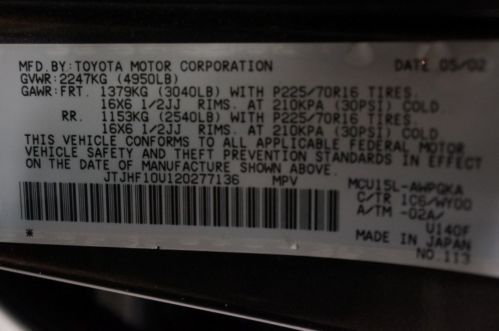 MFD. BY: TOYOTA MOTOR CORPORATION DATE 05/02
GVWR: 2247KG (4950LB)
GAWR: FRT. 1379KG (3040LB) WITH P225/70R16 TIRES.
16X6 1/2JJ RIMS. AT 210KPA (30PSI) COLD.
RR. 1153KG (2540LB) WITH P225/70R16 TIRES.
16X6 1/2JJ RIMS. AT 210KPA (30PSI) COLD.
THIS VEHICLE CONFORMS TO ALL APPLICABLE FEDERAL MOTOR
VEHICLE SAFETY AND THEFT PREVENTION STANDARDS IN EFFECT
ON THE DATE OF MANUFACTURE SHOWN ABOVE.
JTJHF10U120277136 MPV MCU15L-AWPGKA
C/TR 1C6/WY00
A/TM -02A/
U140F
* MADE IN JAPAN
NO.113